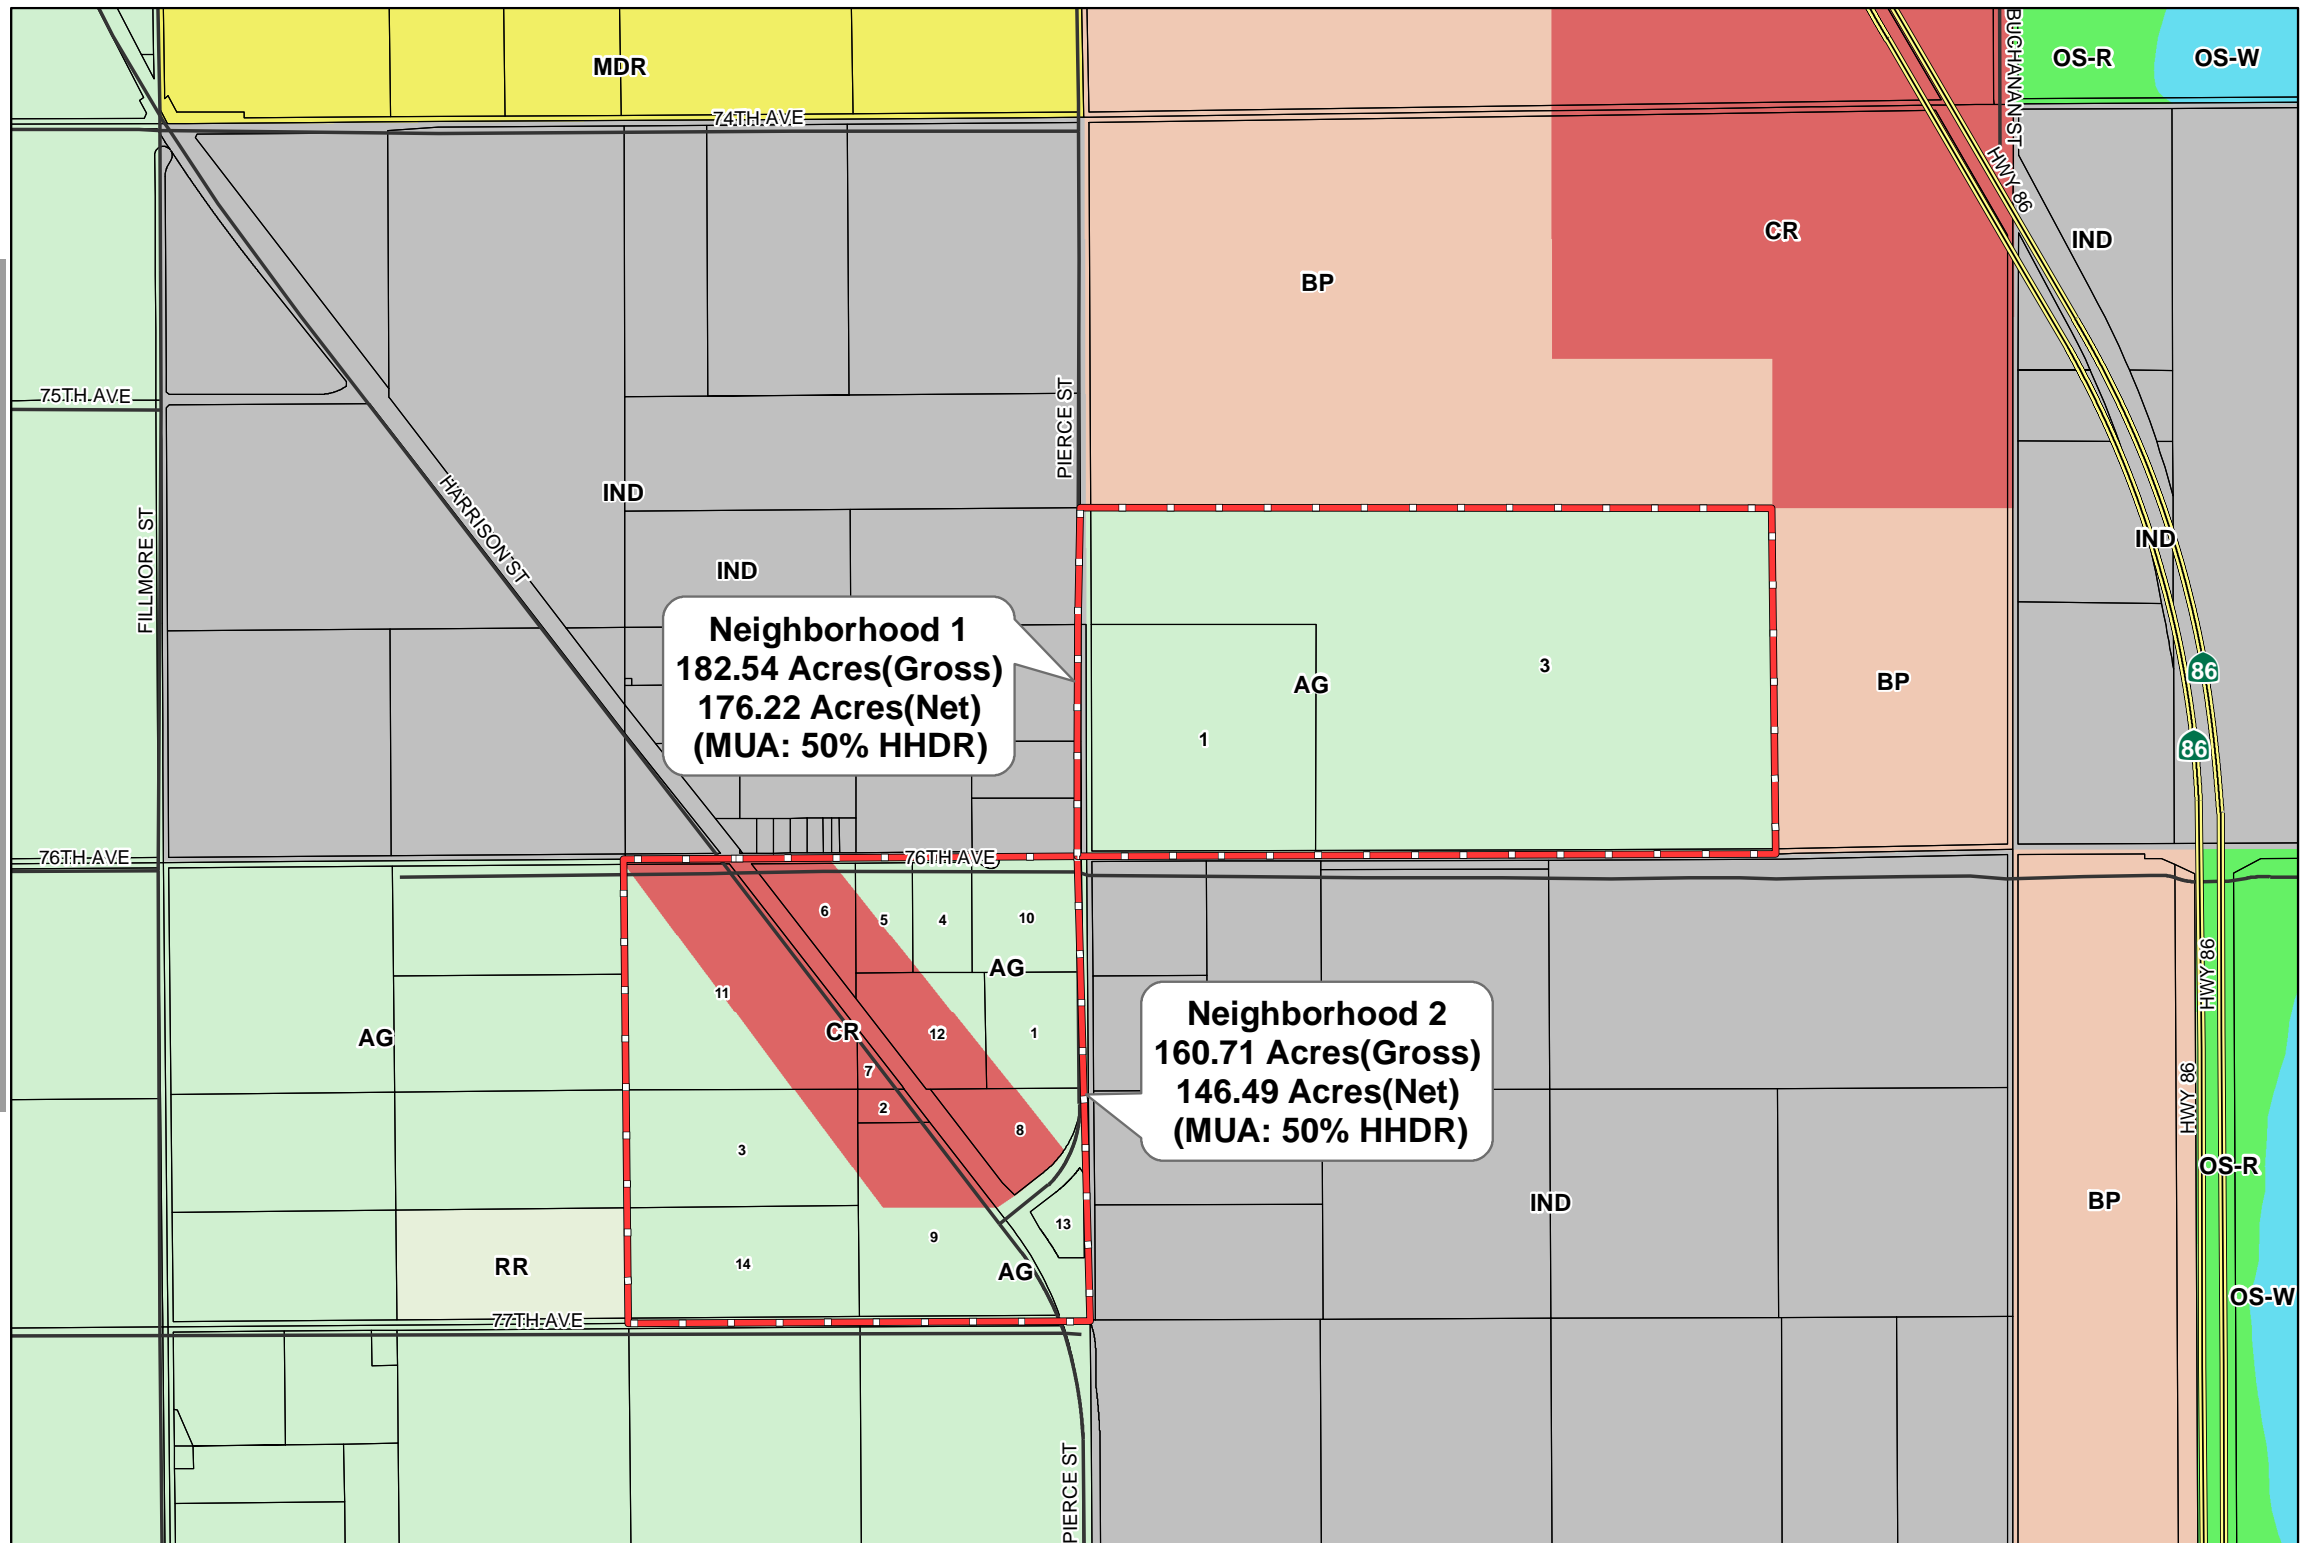 MDR
BUCHANAN ST
OS-R
OS-W
74TH AVE
HWY 86
CR
IND
BP
75TH AVE
PIERCE ST
HARRISON ST
IND
FILLMORE ST
IND
IND
Neighborhood 1
182.54 Acres(Gross)
176.22 Acres(Net)
(MUA: 50% HHDR)
AG
3
1
BP
86
86
76TH AVE
76TH AVE
6
5
4
10
AG
11
CR
12
1
7
2
8
3
AG
HWY 86
Neighborhood 2
160.71 Acres(Gross)
146.49 Acres(Net)
(MUA: 50% HHDR)
HWY 86
OS-R
IND
BP
13
9
14
AG
RR
OS-W
77TH AVE
PIERCE ST